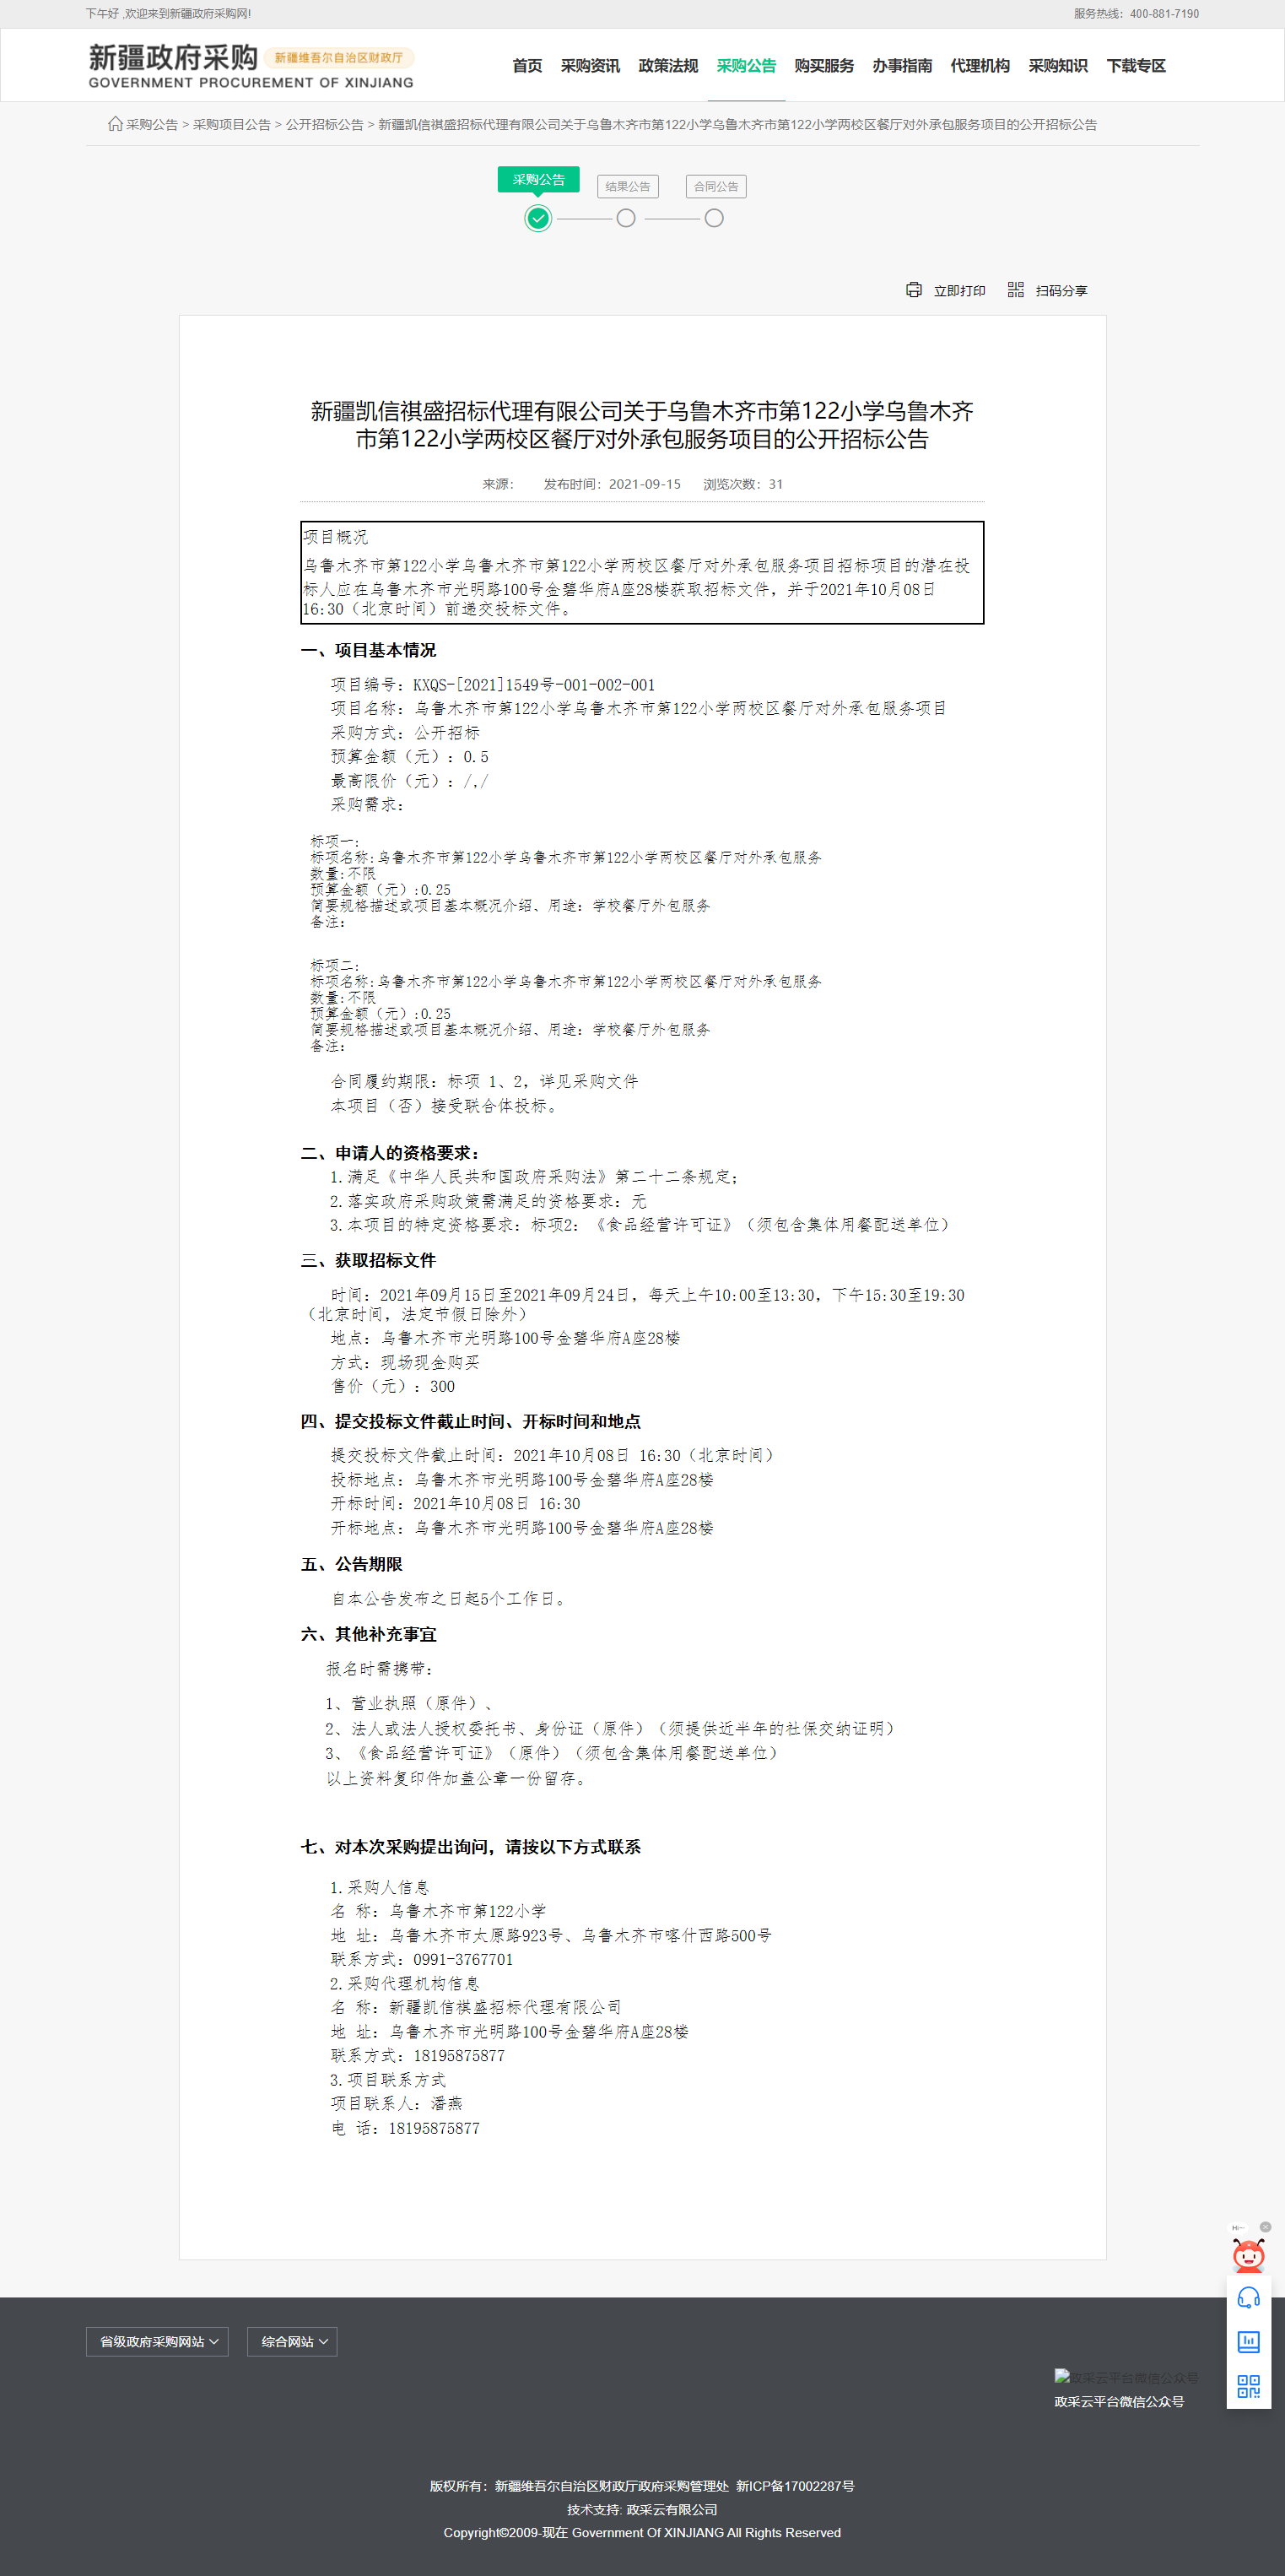 下午好 ,欢迎来到新疆政府采购网!
服务热线：400-881-7190
新疆政府采购 新疆维吾尔自治区财政厅
GOVERNMENT PROCUREMENT OF XINJIANG
首页 采购资讯 政策法规 采购公告 购买服务 办事指南 代理机构 采购知识 下载专区
采购公告 > 采购项目公告 > 公开招标公告 > 新疆凯信祺盛招标代理有限公司关于乌鲁木齐市第122小学乌鲁木齐市第122小学两校区餐厅对外承包服务项目的公开招标公告
采购公告 结果公告 合同公告
立即打印 扫码分享
新疆凯信祺盛招标代理有限公司关于乌鲁木齐市第122小学乌鲁木齐
市第122小学两校区餐厅对外承包服务项目的公开招标公告
来源： 发布时间：2021-09-15 浏览次数：31
项目概况
乌鲁木齐市第122小学乌鲁木齐市第122小学两校区餐厅对外承包服务项目招标项目的潜在投
标人应在乌鲁木齐市光明路100号金碧华府A座28楼获取招标文件，并于2021年10月08日
16:30（北京时间）前递交投标文件。
一、项目基本情况
项目编号：KXQS-[2021]1549号-001-002-001
项目名称：乌鲁木齐市第122小学乌鲁木齐市第122小学两校区餐厅对外承包服务项目
采购方式：公开招标
预算金额（元）：0.5
最高限价（元）：/,/
采购需求：
标项一:
标项名称:乌鲁木齐市第122小学乌鲁木齐市第122小学两校区餐厅对外承包服务
数量:不限
预算金额（元）:0.25
简要规格描述或项目基本概况介绍、用途：学校餐厅外包服务
备注：
标项二:
标项名称:乌鲁木齐市第122小学乌鲁木齐市第122小学两校区餐厅对外承包服务
数量:不限
预算金额（元）:0.25
简要规格描述或项目基本概况介绍、用途：学校餐厅外包服务
备注：
合同履约期限：标项 1、2，详见采购文件
本项目（否）接受联合体投标。
二、申请人的资格要求：
1.满足《中华人民共和国政府采购法》第二十二条规定；
2.落实政府采购政策需满足的资格要求：无
3.本项目的特定资格要求：标项2：《食品经营许可证》（须包含集体用餐配送单位）
三、获取招标文件
时间：2021年09月15日至2021年09月24日，每天上午10:00至13:30，下午15:30至19:30
（北京时间，法定节假日除外）
地点：乌鲁木齐市光明路100号金碧华府A座28楼
方式：现场现金购买
售价（元）：300
四、提交投标文件截止时间、开标时间和地点
提交投标文件截止时间：2021年10月08日 16:30（北京时间）
投标地点：乌鲁木齐市光明路100号金碧华府A座28楼
开标时间：2021年10月08日 16:30
开标地点：乌鲁木齐市光明路100号金碧华府A座28楼
五、公告期限
自本公告发布之日起5个工作日。
六、其他补充事宜
报名时需携带：
1、营业执照（原件）、
2、法人或法人授权委托书、身份证（原件）（须提供近半年的社保交纳证明）
3、《食品经营许可证》（原件）（须包含集体用餐配送单位）
以上资料复印件加盖公章一份留存。
七、对本次采购提出询问，请按以下方式联系
1.采购人信息
名 称：乌鲁木齐市第122小学
地 址：乌鲁木齐市太原路923号、乌鲁木齐市喀什西路500号
联系方式：0991-3767701
2.采购代理机构信息
名 称：新疆凯信祺盛招标代理有限公司
地 址：乌鲁木齐市光明路100号金碧华府A座28楼
联系方式：18195875877
3.项目联系方式
项目联系人：潘燕
电 话：18195875877
Hi~
省级政府采购网站 综合网站
政采云平台微信公众号
政采云平台微信公众号
版权所有：新疆维吾尔自治区财政厅政府采购管理处 新ICP备17002287号
技术支持: 政采云有限公司
Copyright©2009-现在 Government Of XINJIANG All Rights Reserved